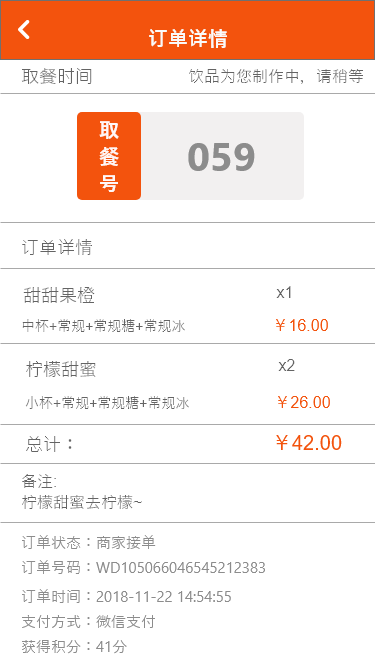 订单详情
取餐时间 饮品为您制作中，请稍等
取餐号 059
订单详情
甜甜果橙 x1
中杯+常规+常规糖+常规冰 ￥16.00
柠檬甜蜜 x2
小杯+常规+常规糖+常规冰 ￥26.00
总计： ￥42.00
备注:
柠檬甜蜜去柠檬~
订单状态：商家接单
订单号码：WD105066046545212383
订单时间：2018-11-22 14:54:55
支付方式：微信支付
获得积分：41分